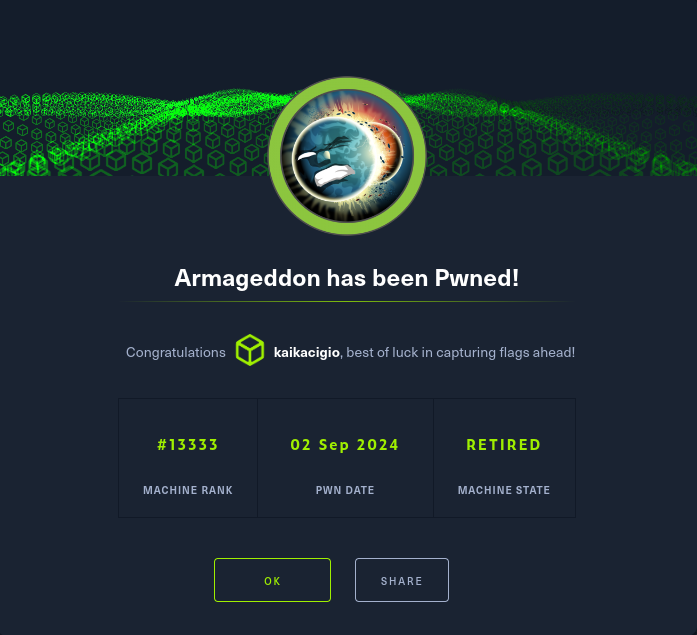 Armageddon has been Pwned!
Congratulations kaikacigio, best of luck in capturing flags ahead!
#13333 02 Sep 2024 RETIRED
MACHINE RANK PWN DATE MACHINE STATE
OK SHARE